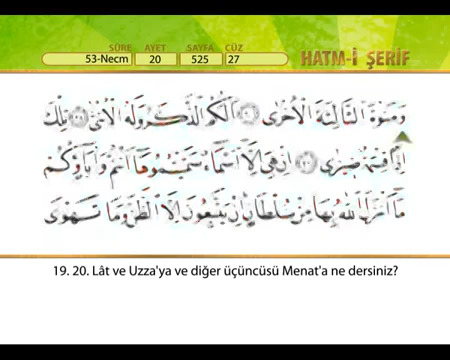 SÛRE AYET SAYFA CÜZ
53-Necm 20 525 27
HATM-İ ŞERİF
وَمَنٰوةَ الثَّالِثَةَ الْاُخْرٰى ﴿٢٠﴾ اَلَكُمُ الذَّكَرُ وَلَهُ الْاُنْثٰى ﴿٢١﴾ تِلْكَ
اِذًا قِسْمَةٌ ضِيزٰى ﴿٢٢﴾ اِنْ هِيَ اِلَّا اَسْمَاءٌ سَمَّيْتُمُوهَا اَنْتُمْ وَاٰبَاؤُكُمْ
مَا اَنْزَلَ اللّٰهُ بِهَا مِنْ سُلْطَانٍ اِنْ يَتَّبِعُونَ اِلَّا الظَّنَّ وَمَا تَهْوَى
19. 20. Lât ve Uzza'ya ve diğer üçüncüsü Menat'a ne dersiniz?